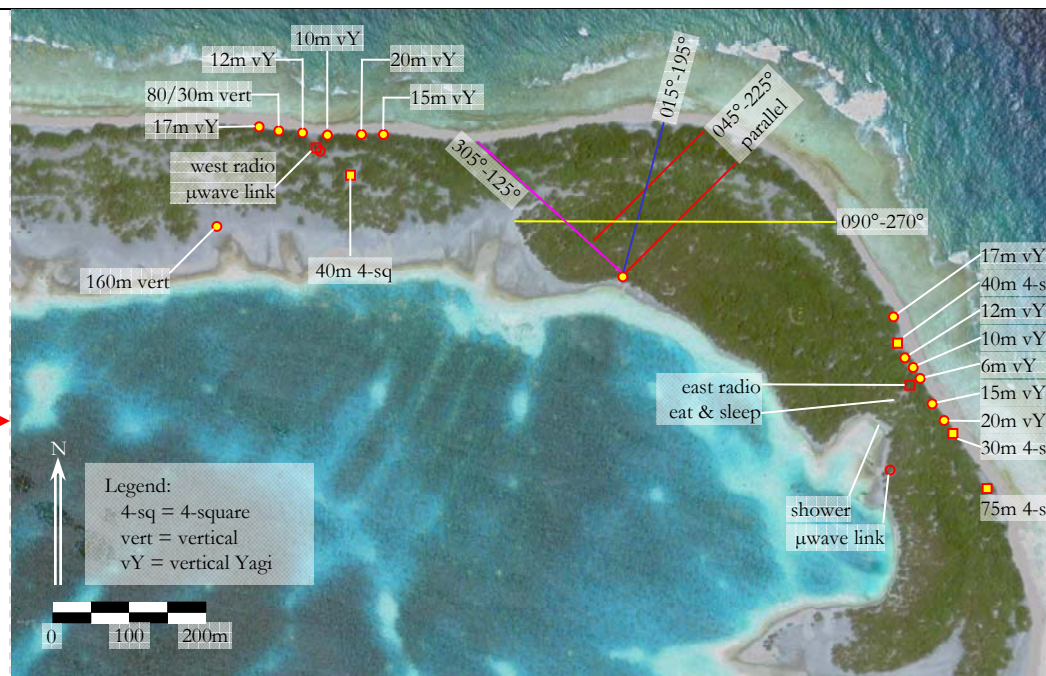 10m vY
12m vY
20m vY
80/30m vert
15m vY
17m vY
west radio
μwave link
160m vert
40m 4-sq
305°-125°
015°-195°
045°-225°
parallel
090°-270°
17m vY
40m 4-s
12m vY
10m vY
6m vY
15m vY
20m vY
30m 4-s
75m 4-s
east radio
eat & sleep
shower
μwave link
N
Legend:
4-sq = 4-square
vert = vertical
vY = vertical Yagi
0 100 200m